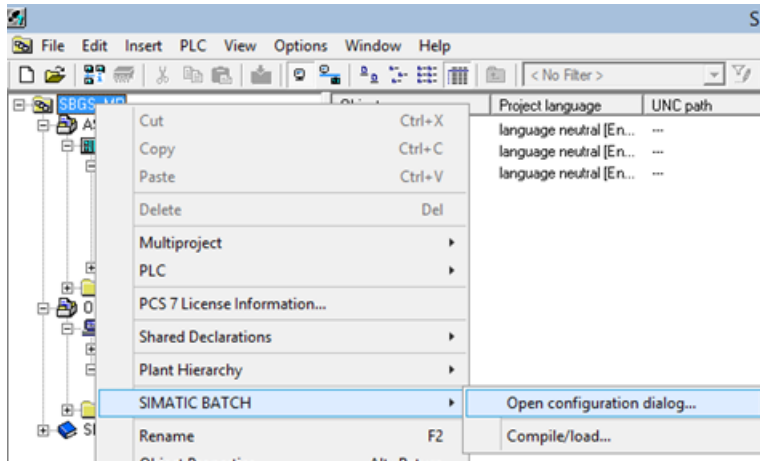 S
File Edit Insert PLC View Options Window Help
< No Filter >
SBGS_MP Project language UNC path
Cut Ctrl+X language neutral [En... ---
Copy Ctrl+C language neutral [En... ---
Paste Ctrl+V language neutral [En... ---
Delete Del
Multiproject
PLC
PCS 7 License Information...
Shared Declarations
Plant Hierarchy
SIMATIC BATCH Open configuration dialog...
Rename F2 Compile/load...